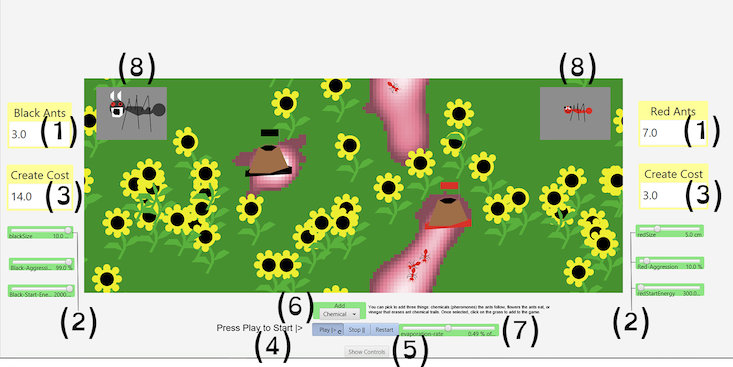 (8)
(8)
Black Ants
3.0
(1)
Red Ants
7.0
(1)
Create Cost
14.0
(3)
Create Cost
3.0
(3)
blackSize 10.0
redSize 5.0 cm
Black-Aggressi... 99.0 %
Red-Aggression 10.0 %
Black-Start-Ene... 2000...
redStartEnergy 300.0...
(2)
(2)
(6)
Add
Chemical
You can pick to add three things: chemicals (pheromones) the ants follow, flowers the ants eat, or
vinegar that erases ant chemical trails. Once selected, click on the grass to add to the game.
Press Play to Start |>
Play |>
Stop ||
Restart
evaporation-rate 0.49 % of...
(7)
(4)
Show Controls
(5)